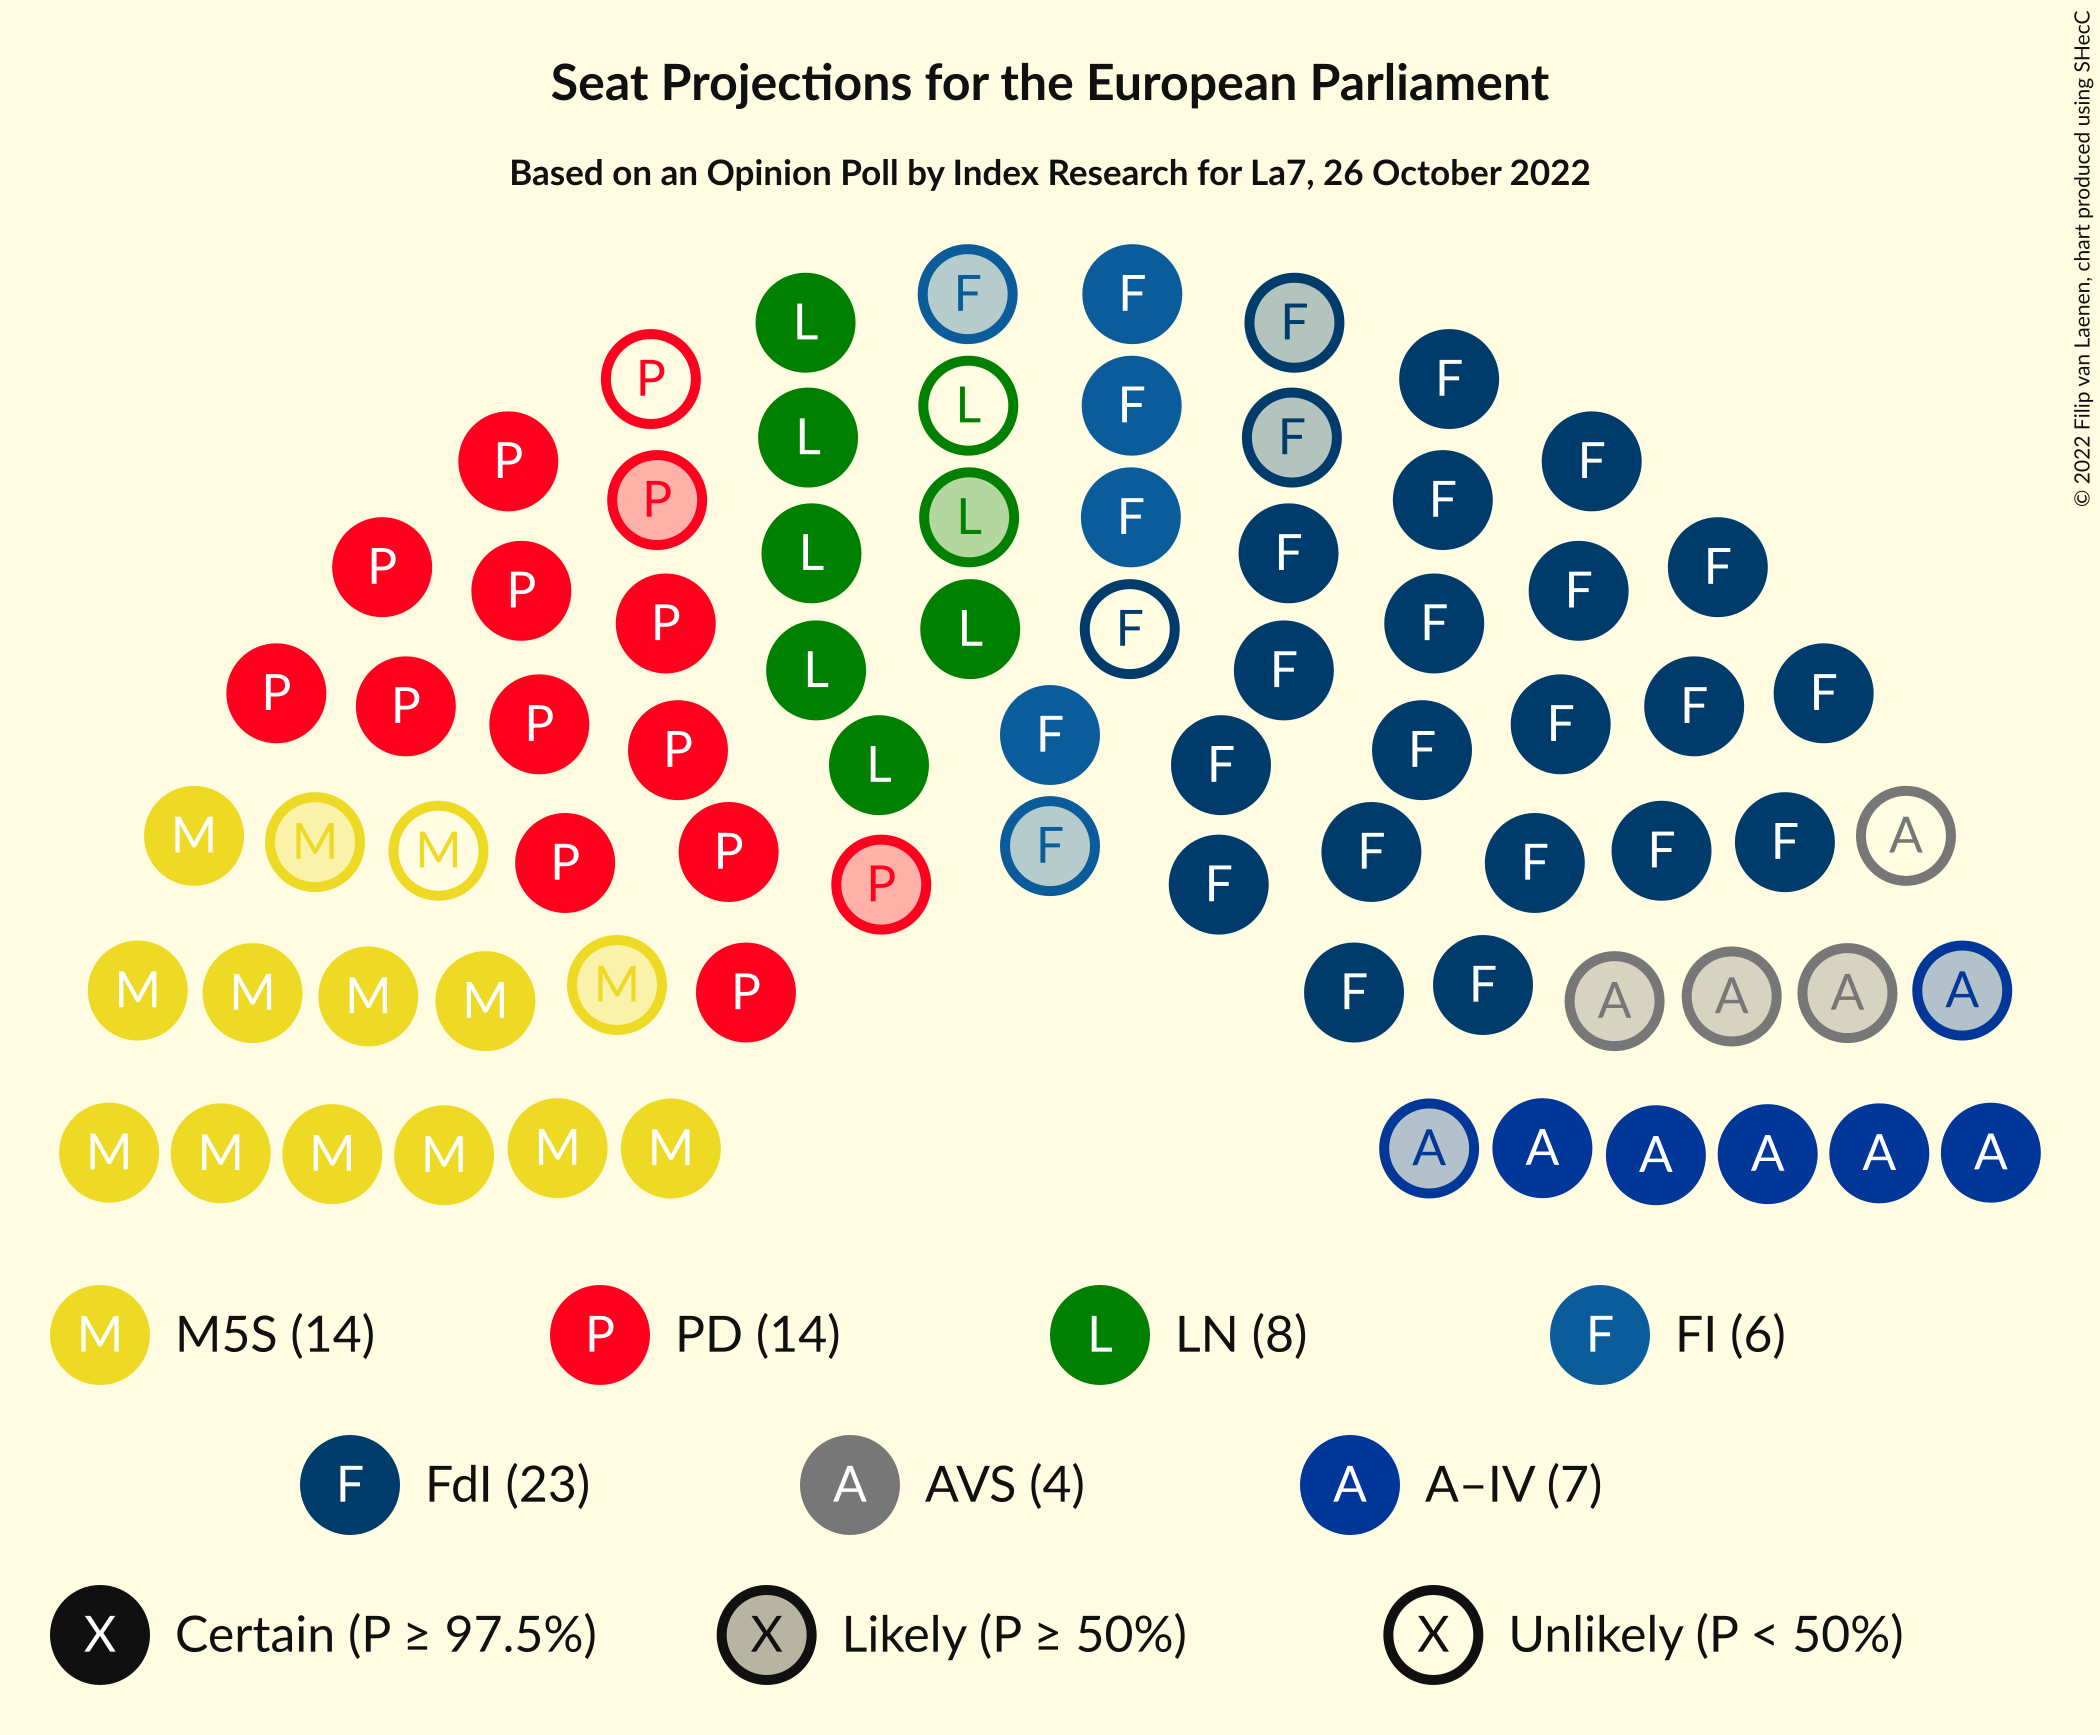 Seat Projections for the European Parliament
Based on an Opinion Poll by Index Research for La7, 26 October 2022
© 2022 Filip van Laenen, chart produced using SHecC
F F
L F
P L F
L F
P L F
P F
L F
P L F
P F
P P F F
P L F F
L F
P P F F
P P F F
P L F F
M M M P P P F F F F F A
M M M M M P F F A A A A
M M M M M M A A A A A A
M M5S (14) P PD (14) L LN (8) F FI (6)
F FdI (23) A AVS (4) A A–IV (7)
X Certain (P ≥ 97.5%) X Likely (P ≥ 50%) X Unlikely (P < 50%)